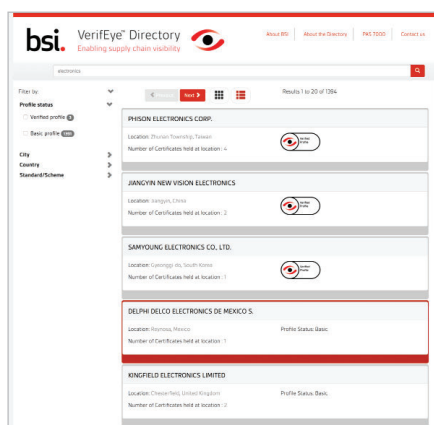 bsi. VerifEye™ Directory
Enabling supply chain visibility
About BSI About the Directory PAS 7000 Contact us
electronics
Filter by:
Next
Results 1 to 20 of 1394
Profile status
Verified profile
Basic profile
City
Country
Standard/Scheme
PHISON ELECTRONICS CORP.
Location: Zhunan Township, Taiwan
Number of Certificates held at location : 4
JIANGYIN NEW VISION ELECTRONICS
Location: Jiangyin, China
Number of Certificates held at location : 2
SAMYOUNG ELECTRONICS CO., LTD.
Location: Gyeonggi-do, South Korea
Number of Certificates held at location : 1
DELPHI DELCO ELECTRONICS DE MEXICO S.
Location: Reynosa, Mexico Profile Status: Basic
Number of Certificates held at location : 1
KINGFIELD ELECTRONICS LIMITED
Location: Chesterfield, United Kingdom Profile Status: Basic
Number of Certificates held at location : 2